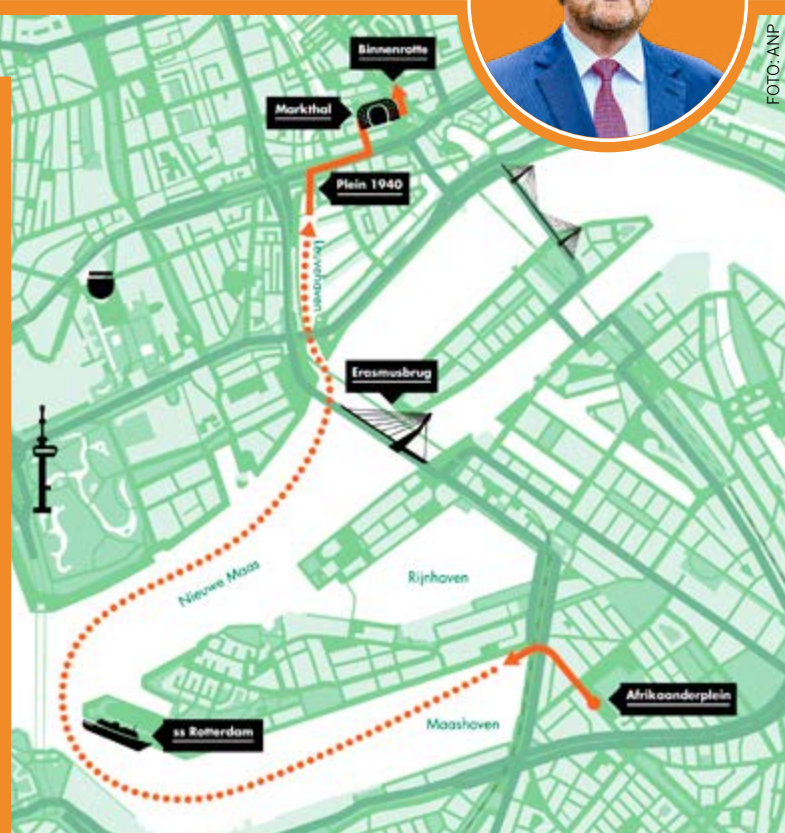 FOTO: ANP
Binnenrotte
Markthal
Plein 1940
Leuvehaven
Erasmusbrug
Nieuwe Maas
Rijnhaven
Afrikaanderplein
Maashaven
ss Rotterdam